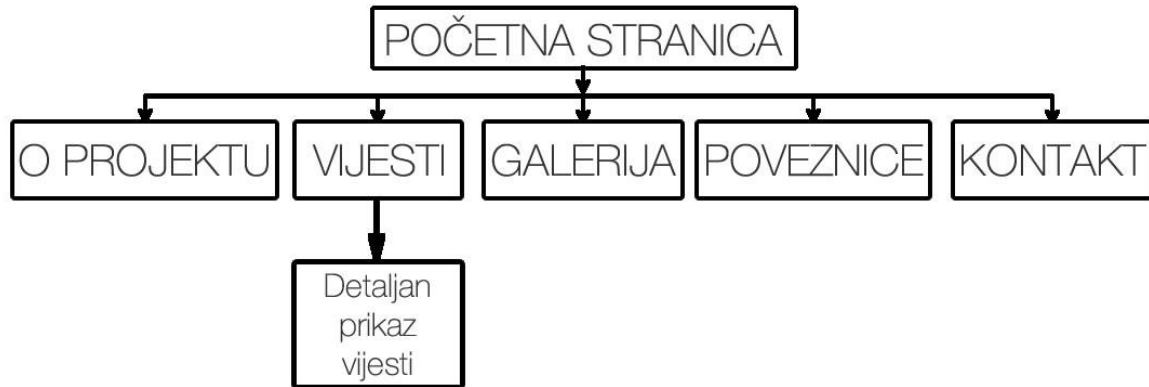 POČETNA STRANICA
O PROJEKTU
VIJESTI
GALERIJA
POVEZNICE
KONTAKT
Detaljan
prikaz
vijesti